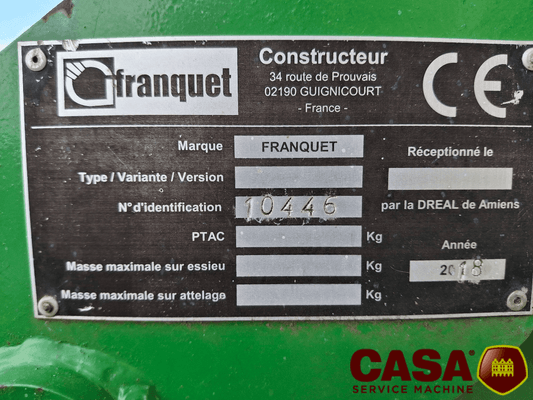 franquet
Constructeur
34 route de Prouvais
02190 GUIGNICOURT
- France -
CE
Marque FRANQUET
Type / Variante / Version
N° d'identification 10446
PTAC Kg
Masse maximale sur essieu Kg
Masse maximale sur attelage Kg
Réceptionné le
par la DREAL de Amiens
Année
2018
CASA
SERVICE MACHINE